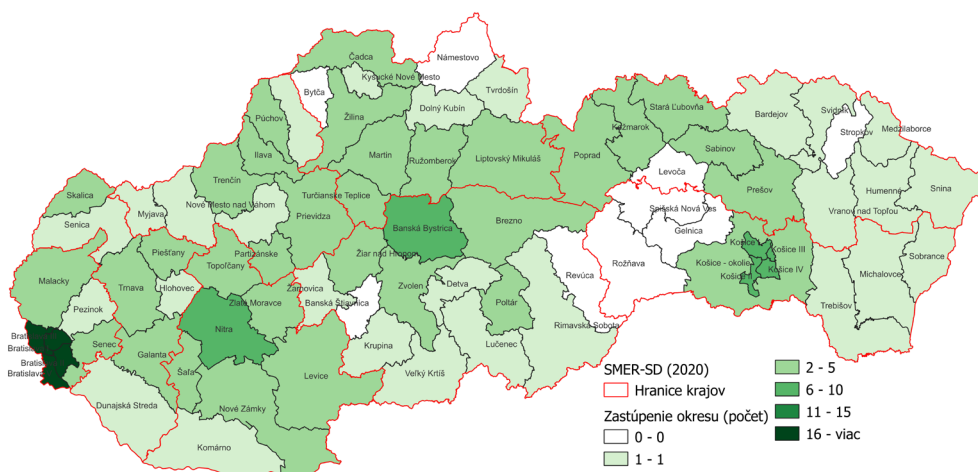 Čadca
Námestovo
Kysucké Nové Mesto
Tvrdošín
Bytča
Dolný Kubín
Stará Ľubovňa
Bardejov
Svidník
Medzilaborce
Stropkov
Púchov
Žilina
Kežmarok
Sabinov
Ilava
Martin
Ružomberok
Liptovský Mikuláš
Poprad
Levoča
Prešov
Snina
Humenné
Trenčín
Turčianske Teplice
Skalica
Nové Mesto nad Váhom
Spišská Nová Ves
Vranov nad Topľou
Myjava
Prievidza
Senica
Brezno
Gelnica
Banská Bystrica
Košice I
Košice III
Sobrance
Piešťany
Partizánske
Žiar nad Hronom
Topoľčany
Rožňava
Košice - okolie
Košice IV
Michalovce
Malacky
Hlohovec
Revúca
Košice II
Trnava
Žarnovica
Zvolen
Detva
Trebišov
Pezinok
Zlaté Moravce
Banská Štiavnica
Poltár
Nitra
Rimavská Sobota
Senec
Lučenec
Krupina
Galanta
Šaľa
Levice
Veľký Krtíš
Dunajská Streda
Nové Zámky
Komárno
SMER-SD (2020)
Hranice krajov
Zastúpenie okresu (počet)
0 - 0
1 - 1
2 - 5
6 - 10
11 - 15
16 - viac